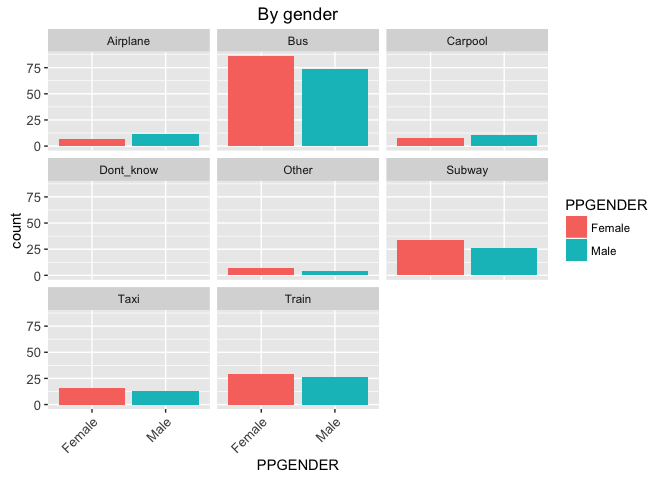 By gender
Airplane Bus Carpool
75
50
25
0
Dont_know Other Subway
75
50
25
0
count
PPGENDER
Female
Male
Taxi Train
75
50
25
0
Female Male Female Male
PPGENDER